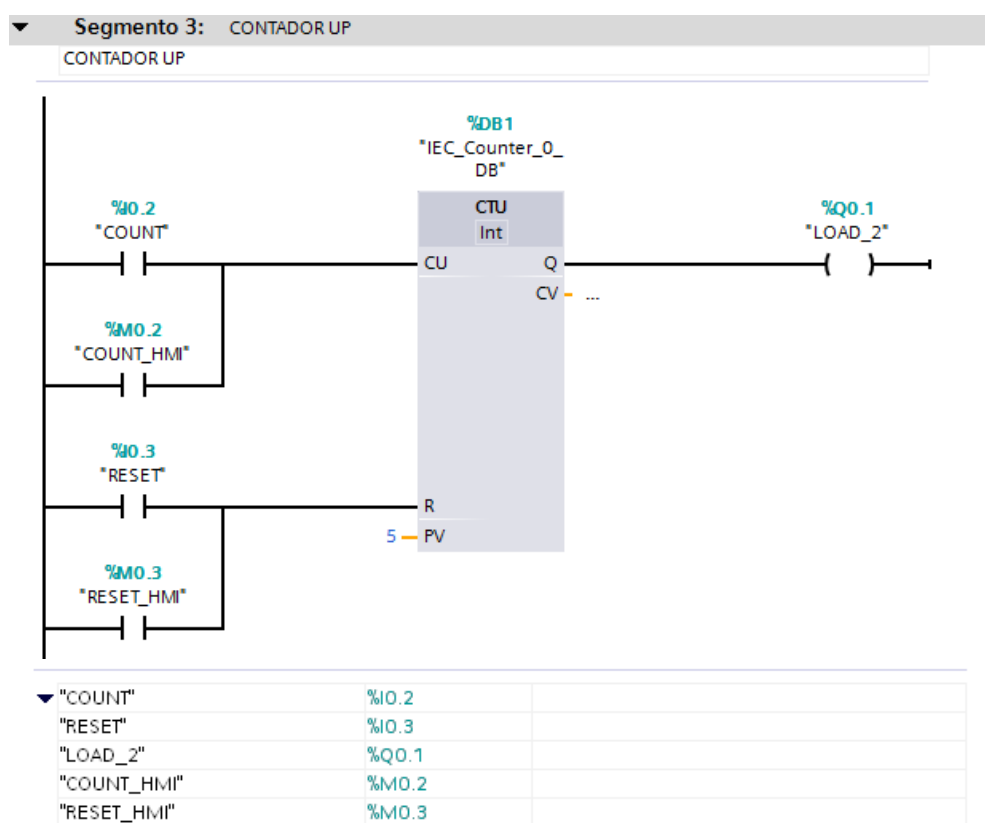 Segmento 3: CONTADOR UP
CONTADOR UP
%DB1
"IEC_Counter_0_
DB"
%I0.2
"COUNT"
CTU
Int
%Q0.1
"LOAD_2"
CU
Q
CV
...
%M0.2
"COUNT_HMI"
%I0.3
"RESET"
R
5
PV
%M0.3
"RESET_HMI"
"COUNT" %I0.2
"RESET" %I0.3
"LOAD_2" %Q0.1
"COUNT_HMI" %M0.2
"RESET_HMI" %M0.3